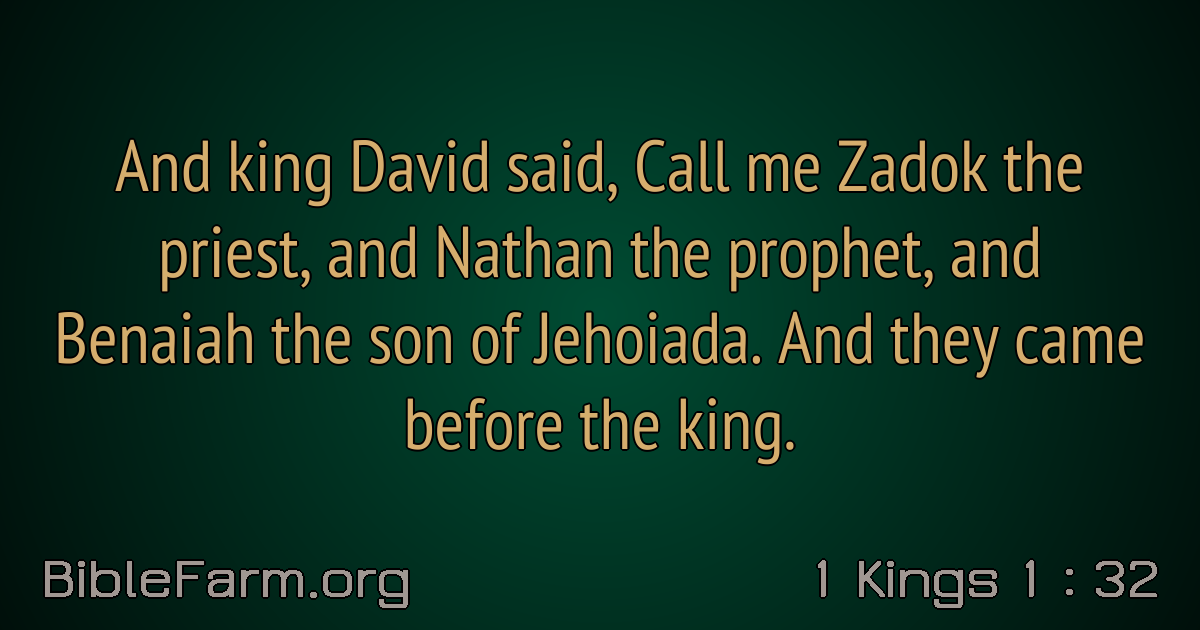 And king David said, Call me Zadok the
priest, and Nathan the prophet, and
Benaiah the son of Jehoiada. And they came
before the king.
BibleFarm.org
1 Kings 1 : 32